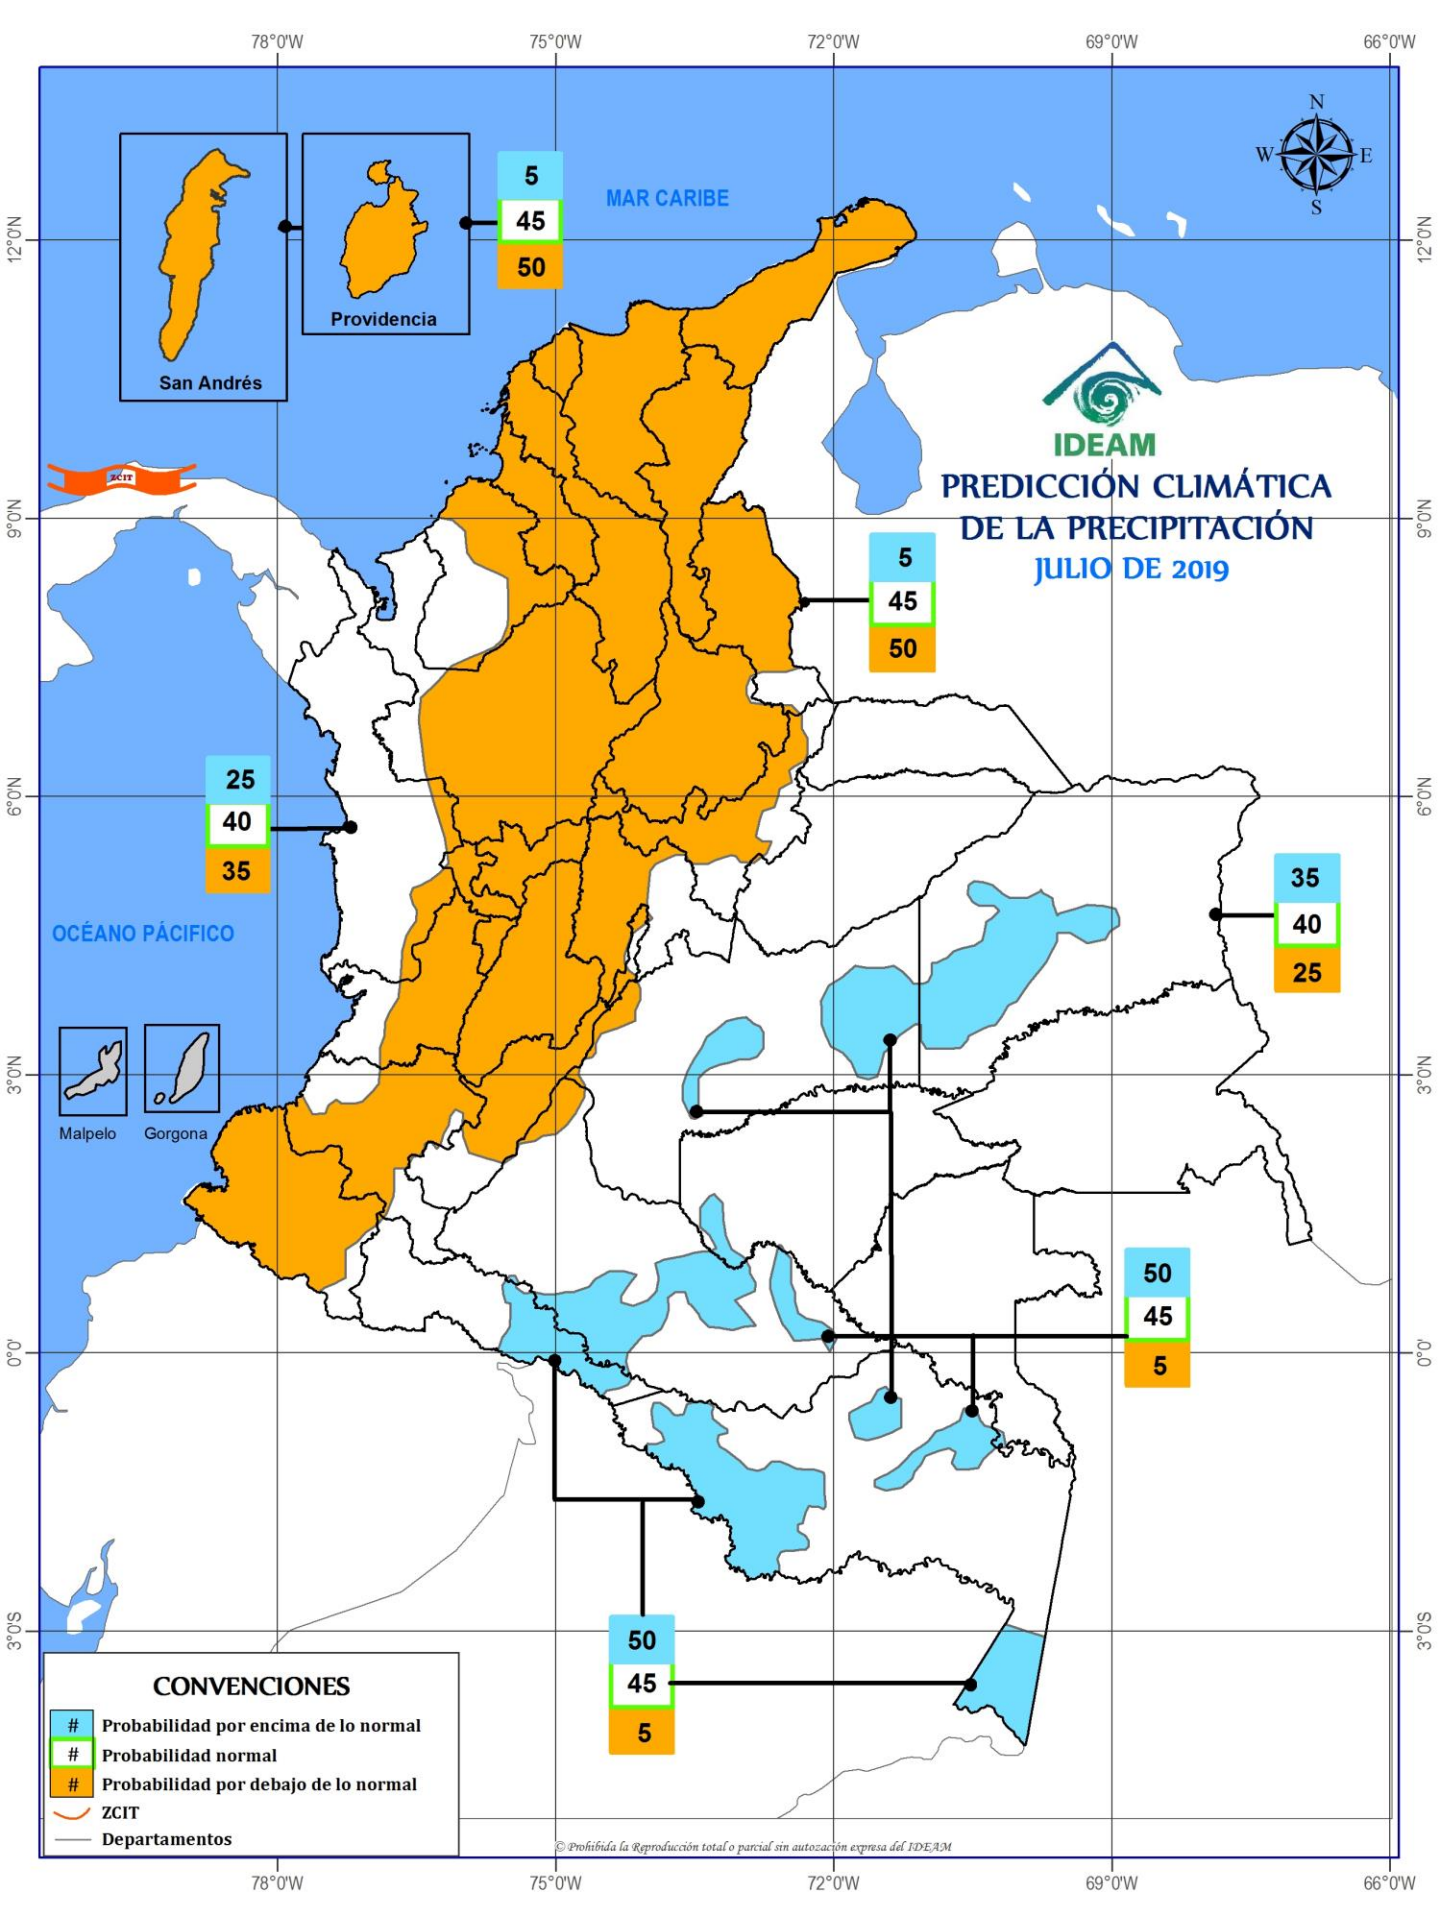 78°0'W 75°0'W 72°0'W 69°0'W 66°0'W
N
W E
S
5
MAR CARIBE
45
12°0'N 12°0'N
50
Providencia
San Andrés
IDEAM
ZCIT
PREDICCIÓN CLIMÁTICA
9°0'N 9°0'N
DE LA PRECIPITACIÓN
JULIO DE 2019
5
45
50
25
6°0'N 6°0'N
40
35
35
40
25
OCÉANO PÁCIFICO
3°0'N 3°0'N
Malpelo Gorgona
50
45
5
0°0' 0°0'
50
45
5
3°0'S 3°0'S
CONVENCIONES
# Probabilidad por encima de lo normal
# Probabilidad normal
# Probabilidad por debajo de lo normal
ZCIT
Departamentos
© Prohibida la Reproducción total o parcial sin autozación expresa del IDEAM
78°0'W 75°0'W 72°0'W 69°0'W 66°0'W